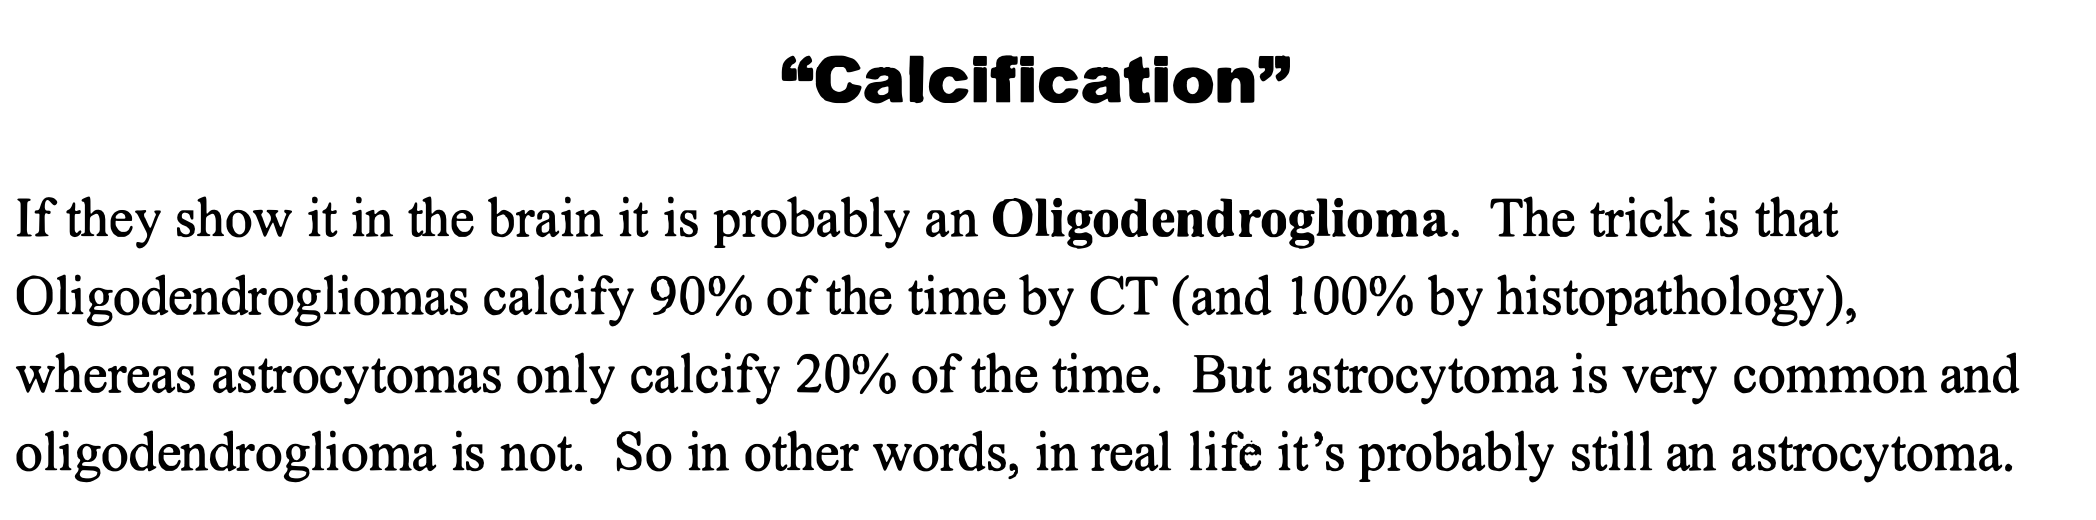 “Calcification”
If they show it in the brain it is probably an Oligodendroglioma. The trick is that
Oligodendrogliomas calcify 90% of the time by CT (and 100% by histopathology),
whereas astrocytomas only calcify 20% of the time. But astrocytoma is very common and
oligodendroglioma is not. So in other words, in real life it’s probably still an astrocytoma.